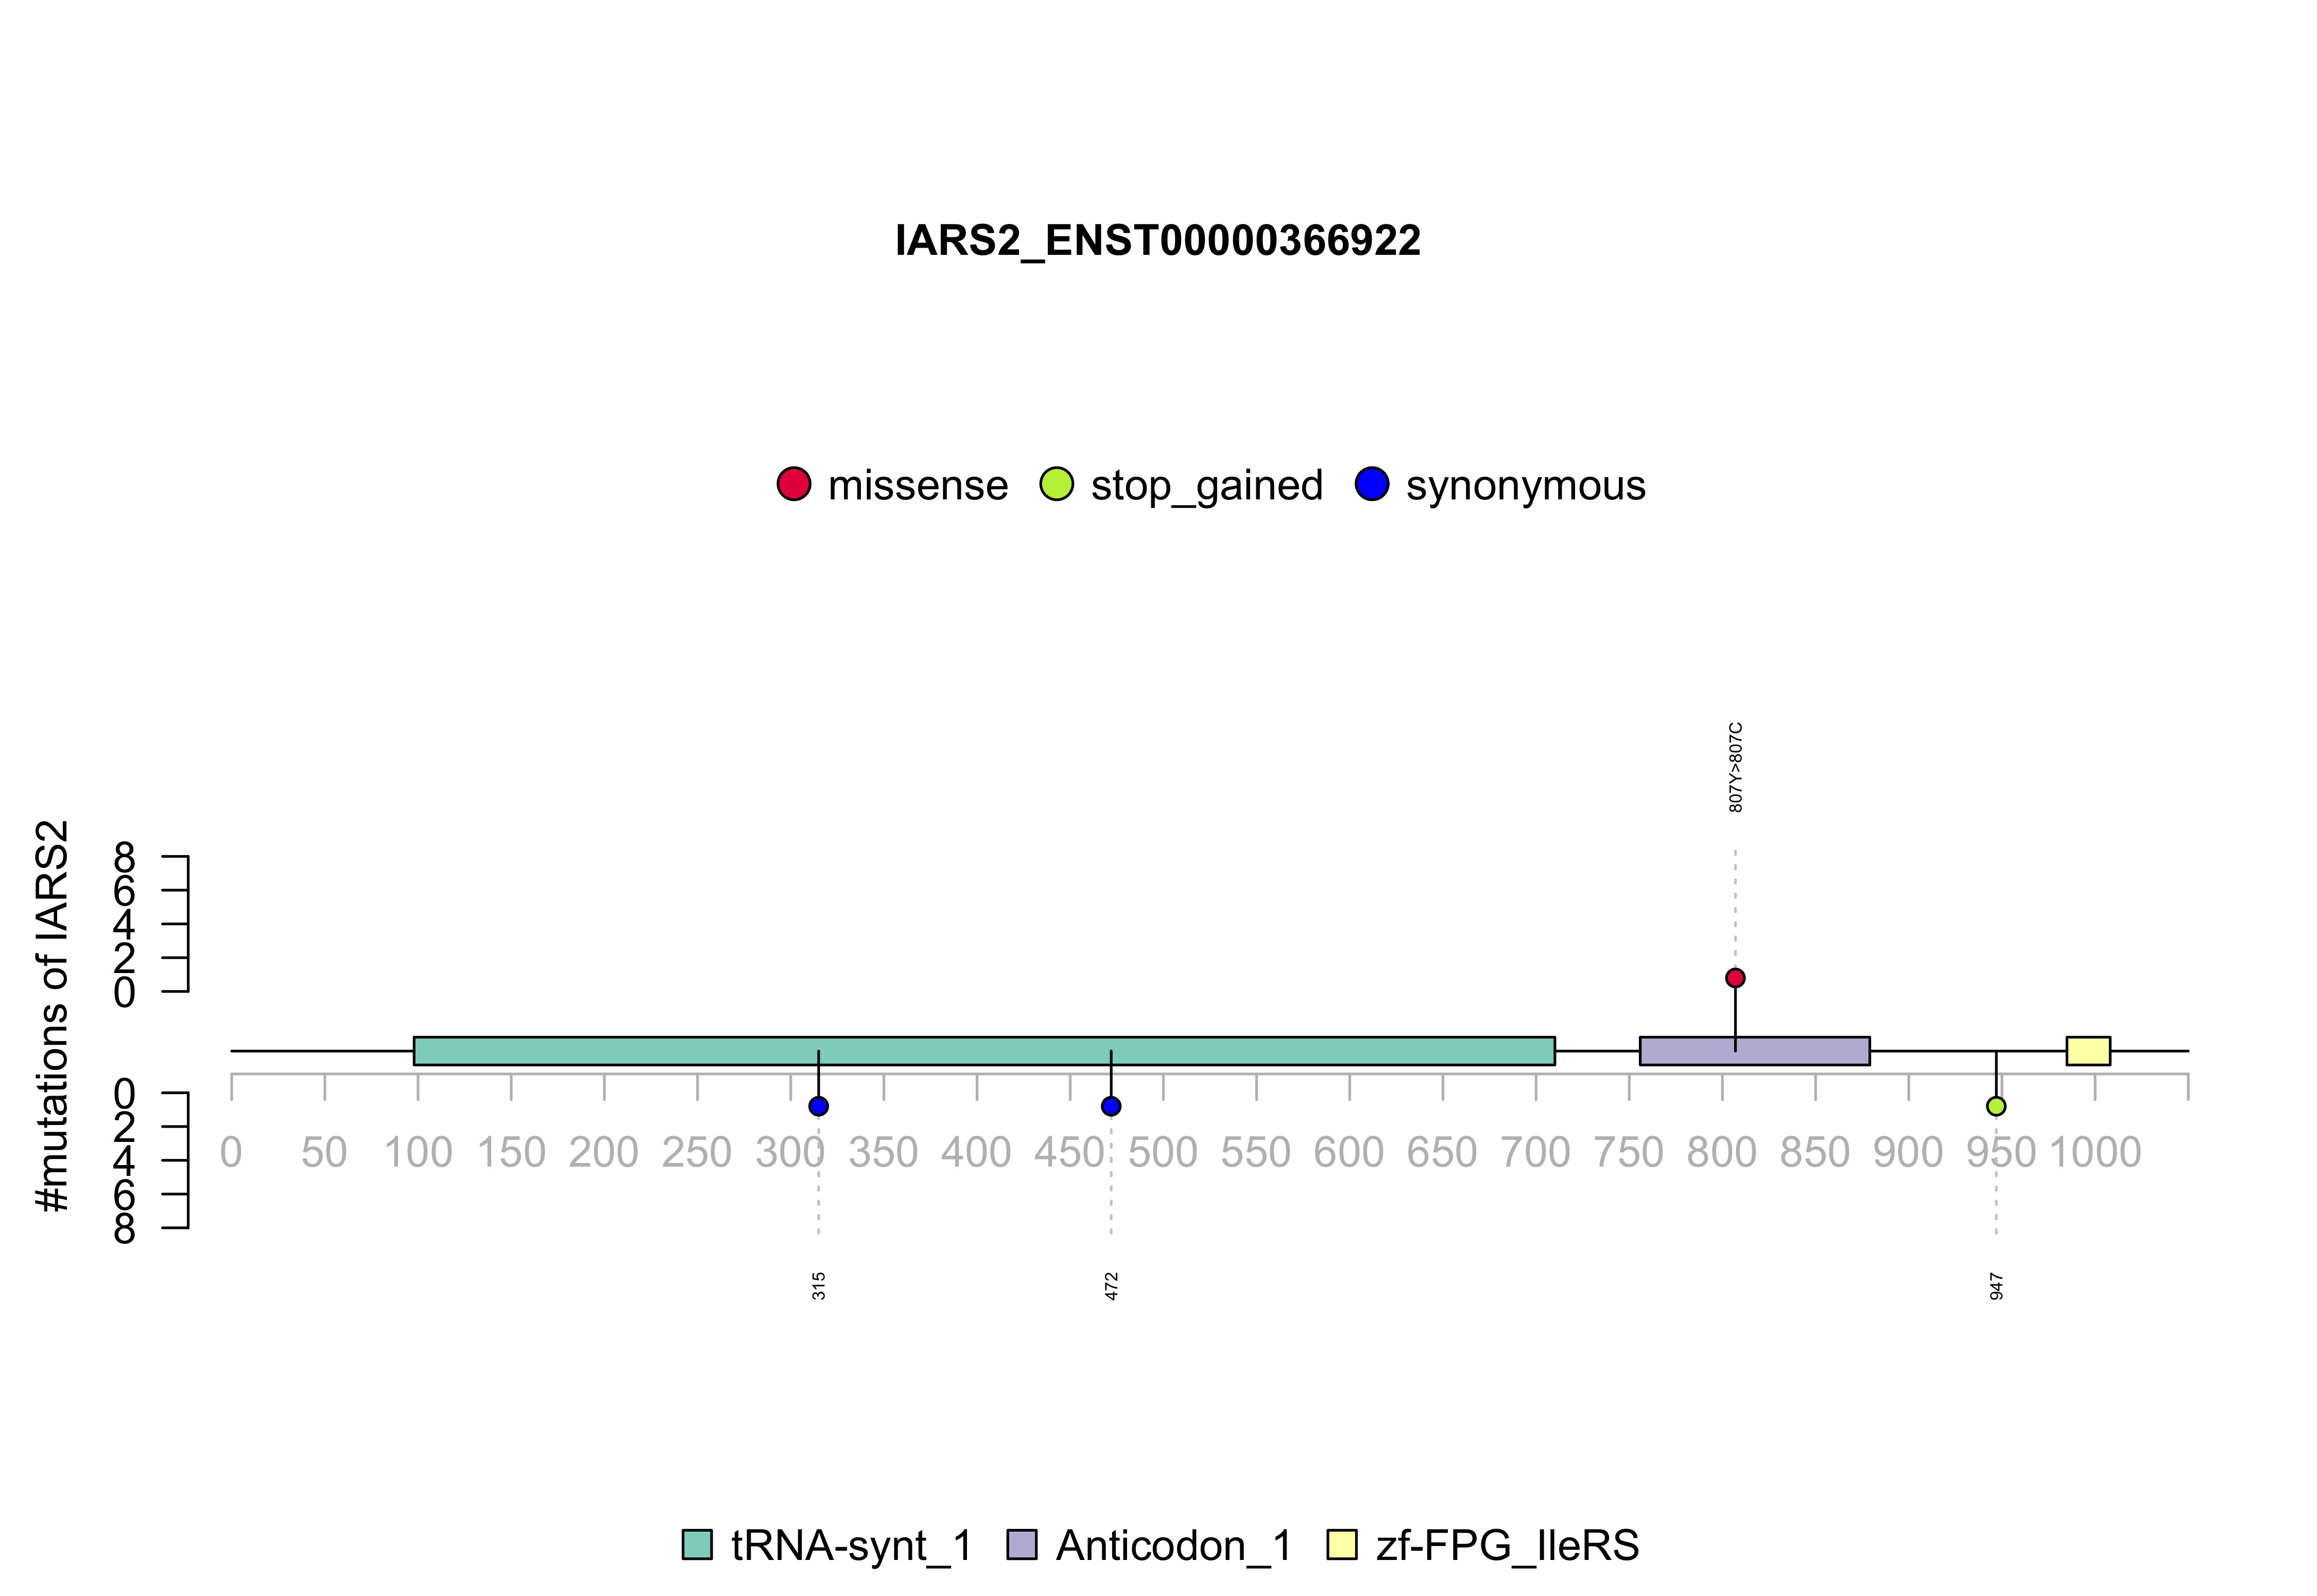 IARS2_ENST00000366922
missense stop_gained synonymous
807Y>807C
#mutations of IARS2
8
6
4
2
0
0
2
4
6
8
0 50 100 150 200 250 300 350 400 450 500 550 600 650 700 750 800 850 900 950 1000
315 472 947
tRNA-synt_1 Anticodon_1 zf-FPG_IleRS